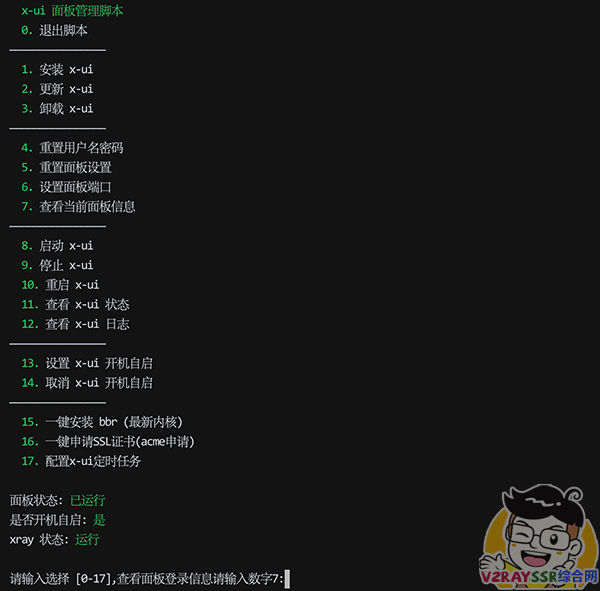 x-ui 面板管理脚本
0. 退出脚本
————————————————
1. 安装 x-ui
2. 更新 x-ui
3. 卸载 x-ui
————————————————
4. 重置用户名密码
5. 重置面板设置
6. 设置面板端口
7. 查看当前面板信息
————————————————
8. 启动 x-ui
9. 停止 x-ui
10. 重启 x-ui
11. 查看 x-ui 状态
12. 查看 x-ui 日志
————————————————
13. 设置 x-ui 开机自启
14. 取消 x-ui 开机自启
————————————————
15. 一键安装 bbr (最新内核)
16. 一键申请SSL证书(acme申请)
17. 配置x-ui定时任务
面板状态: 已运行
是否开机自启: 是
xray 状态: 运行
请输入选择 [0-17],查看面板登录信息请输入数字7:
V2RAYSSR综合网